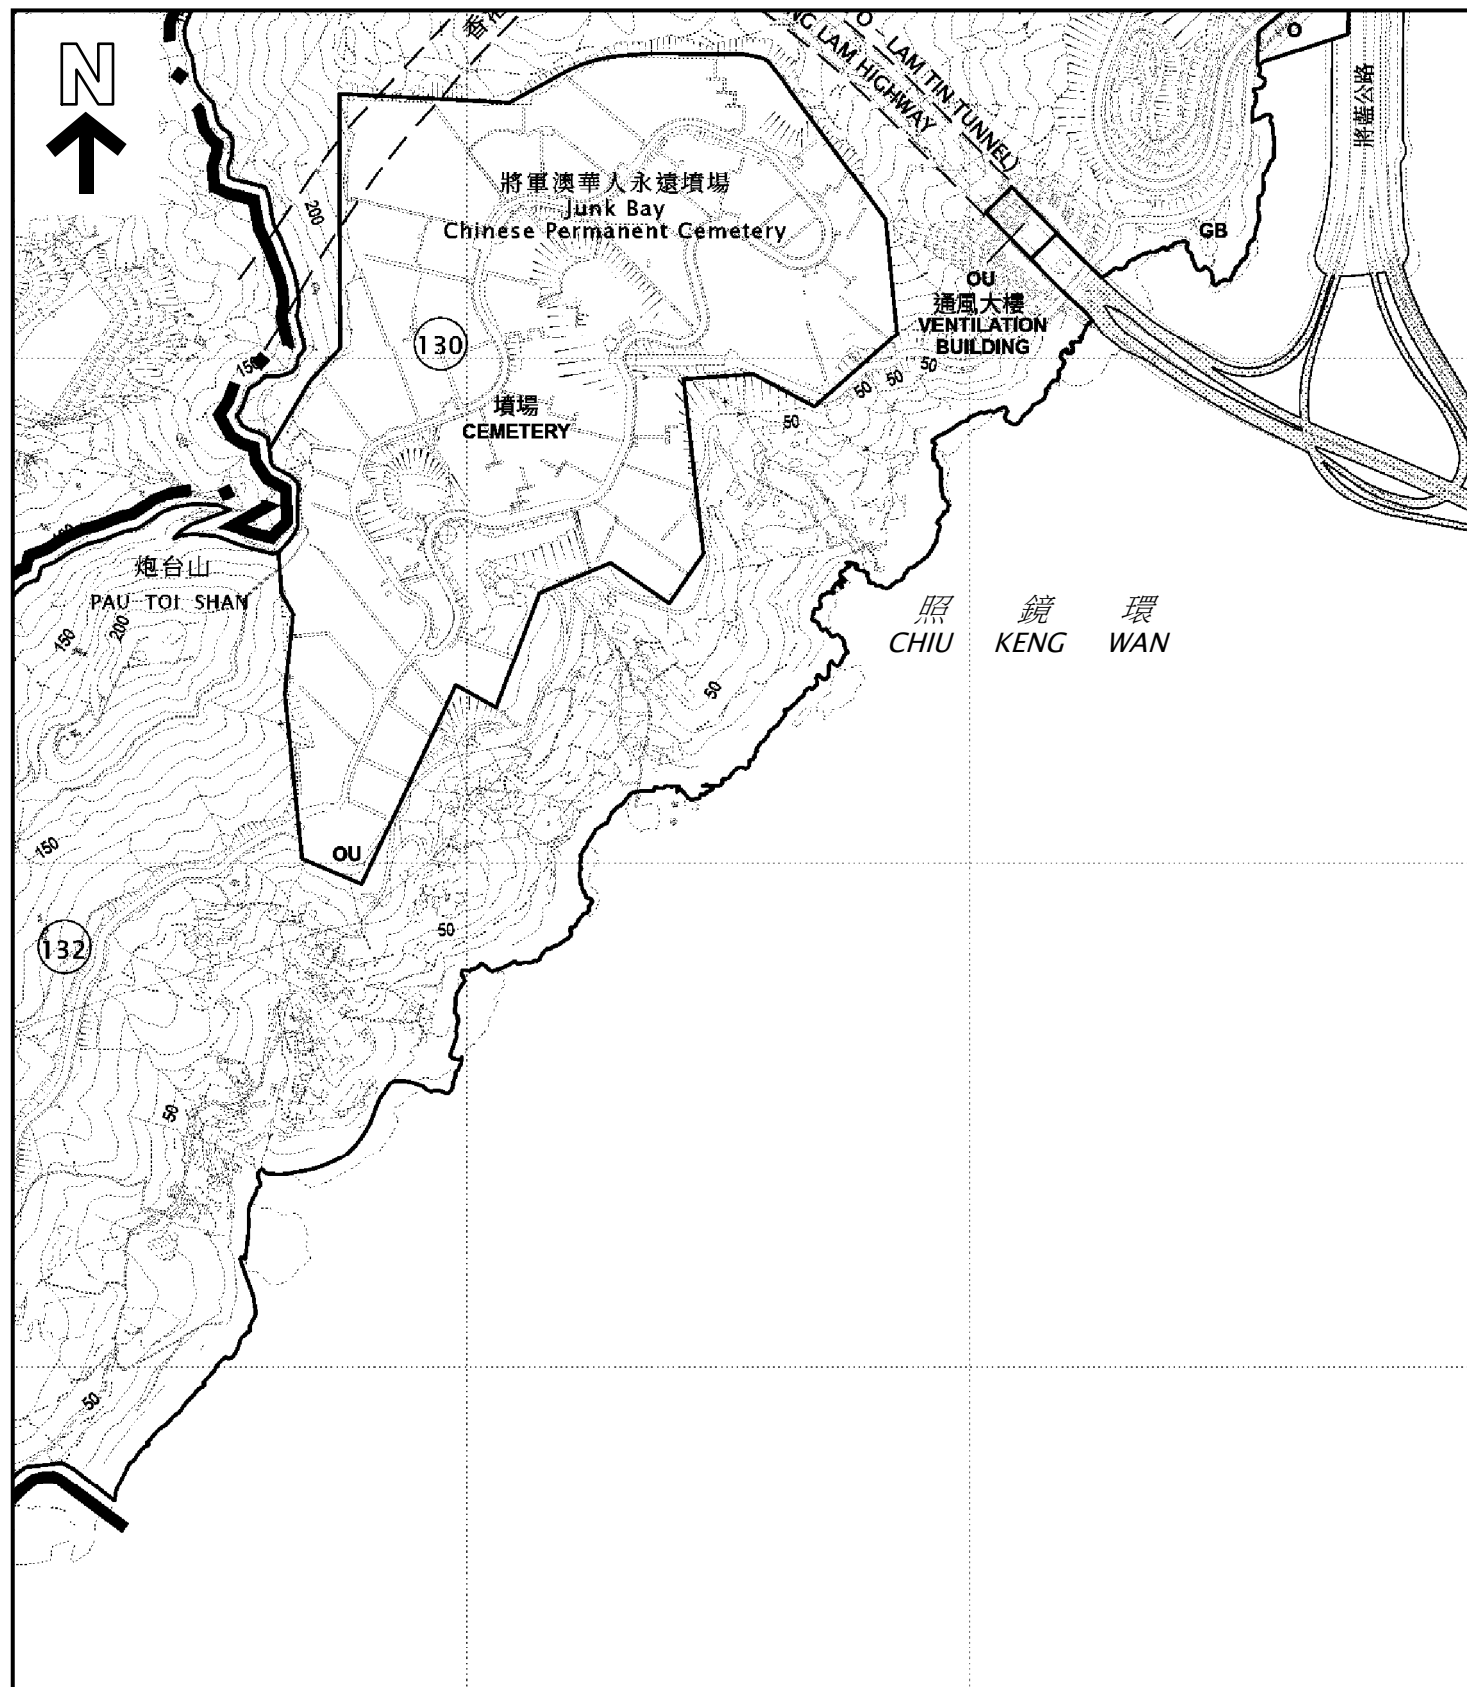 N
O
O - LAM TIN TUNNEL)
NG LAM HIGHWAY
將藍公路
將軍澳華人永遠墳場
Junk Bay
Chinese Permanent Cemetery
200
GB
OU
通風大樓
VENTILATION
BUILDING
130
150
50
50
50
50
墳場
CEMETERY
炮台山
PAU TOI SHAN
150
200
照 鏡 環
CHIU KENG WAN
50
150
OU
50
132
50
50